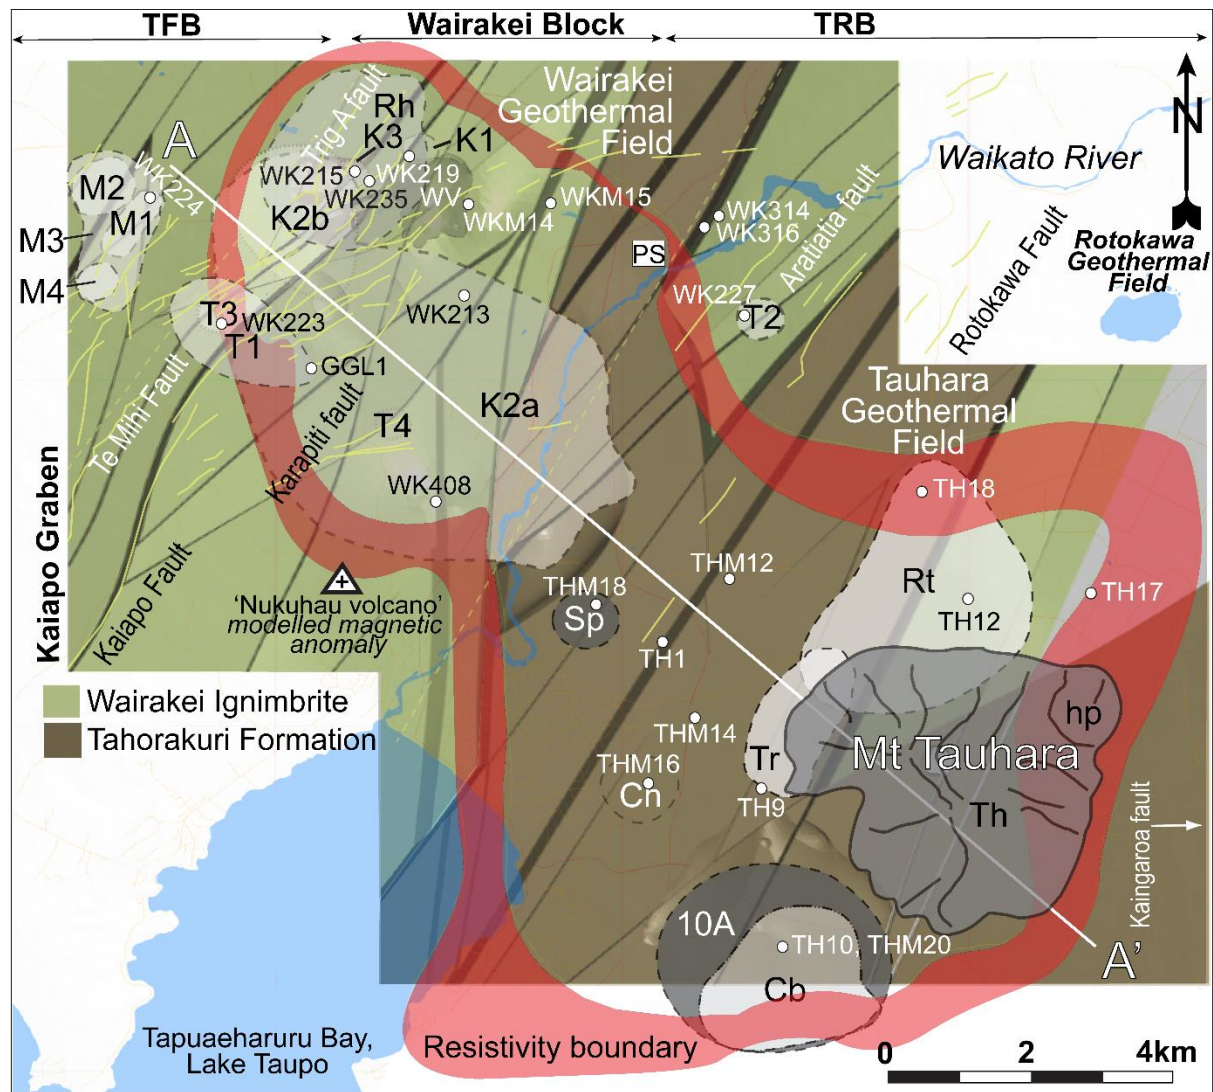 TFB
Wairakei Block
TRB
Wairakei
Geothermal
Field
N
Waikato River
Rotokawa
Geothermal
Field
Rotokawa Fault
Trig A fault
Rh
K3
K1
A
WK224
M2
M1
M3
M4
WK215
WK219
WK235
WV
K2b
WKM14
WKM15
WK314
WK316
PS
Aratiatia fault
WK227
T2
T3
WK223
T1
WK213
GGL1
Te Mihi Fault
Karapiti fault
K2a
T4
Tauhara
Geothermal
Field
WK408
TH18
Kaiapo Graben
Kaiapo Fault
'Nukuhau volcano'
modelled magnetic
anomaly
THM12
THM18
Sp
Rt
TH12
TH17
TH1
Wairakei Ignimbrite
Tahorakuri Formation
THM14
hp
Mt Tauhara
THM16
Cn
Tr
TH9
Th
Kaingaroa fault
10A
TH10, THM20
A'
Cb
Tapuaeharuru Bay,
Lake Taupo
Resistivity boundary
0 2 4km